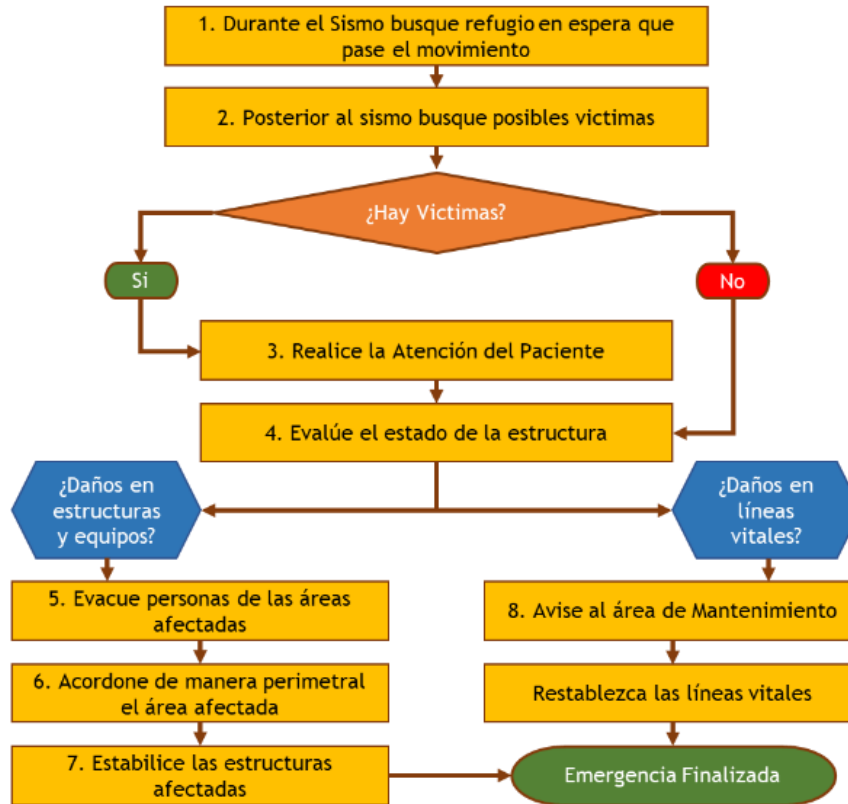 1. Durante el Sismo busque refugio en espera que
pase el movimiento
2. Posterior al sismo busque posibles victimas
¿Hay Victimas?
Si
No
3. Realice la Atención del Paciente
4. Evalúe el estado de la estructura
¿Daños en
estructuras
y equipos?
¿Daños en
líneas
vitales?
5. Evacue personas de las áreas
afectadas
8. Avise al área de Mantenimiento
6. Acordone de manera perimetral
el área afectada
Restablezca las líneas vitales
7. Estabilice las estructuras
afectadas
Emergencia Finalizada